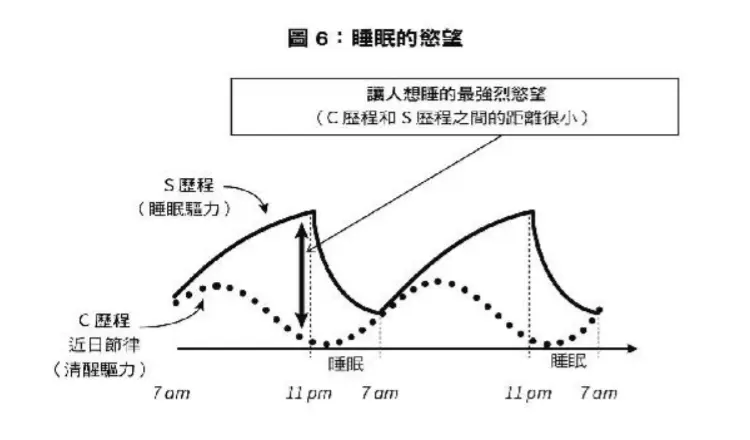 圖 6：睡眠的慾望
讓人想睡的最強烈慾望
（C 歷程和 S 歷程之間的距離很小）
S 歷程
（睡眠驅力）
C 歷程
近日節律
（清醒驅力）
睡眠
睡眠
7 am
11 pm
7 am
11 pm
7 am